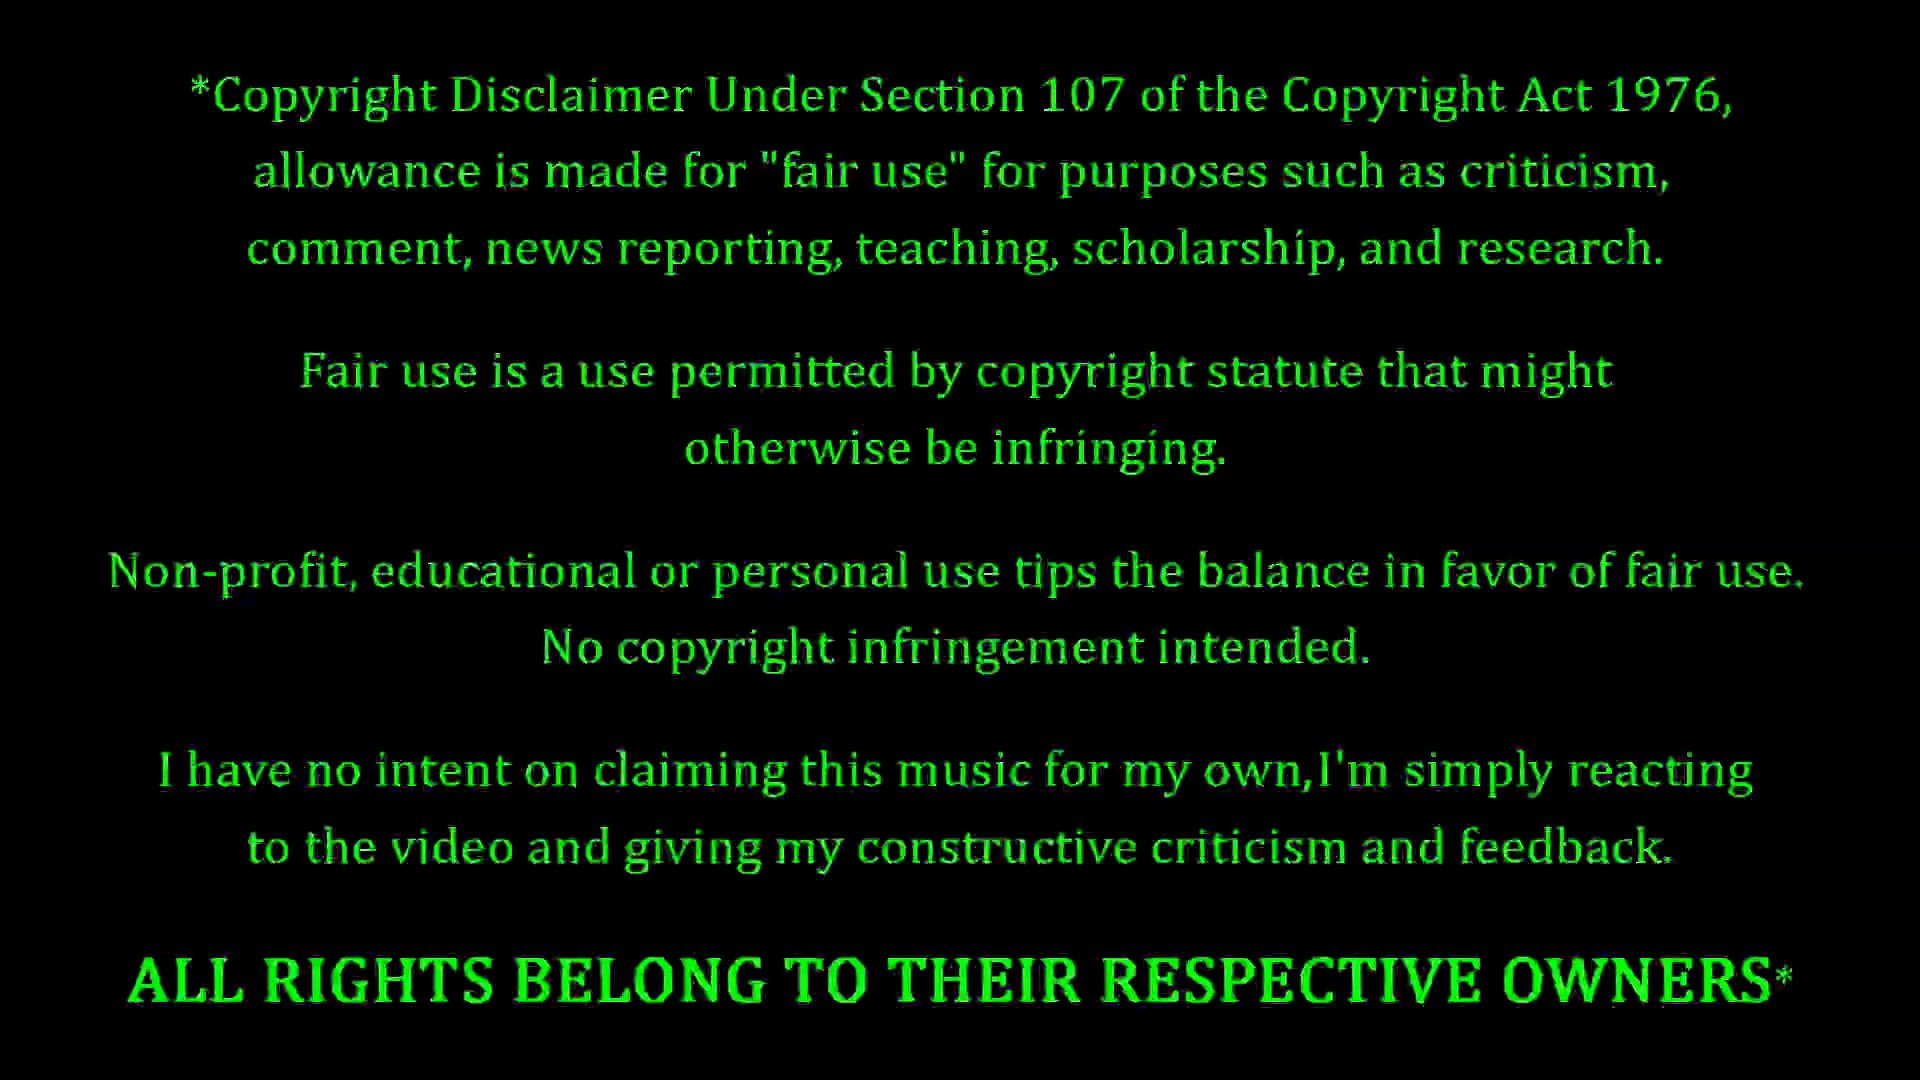 *Copyright Disclaimer Under Section 107 of the Copyright Act 1976,
allowance is made for "fair use" for purposes such as criticism,
comment, news reporting, teaching, scholarship, and research.
Fair use is a use permitted by copyright statute that might
otherwise be infringing.
Non-profit, educational or personal use tips the balance in favor of fair use.
No copyright infringement intended.
I have no intent on claiming this music for my own,I'm simply reacting
to the video and giving my constructive criticism and feedback.
ALL RIGHTS BELONG TO THEIR RESPECTIVE OWNERS*